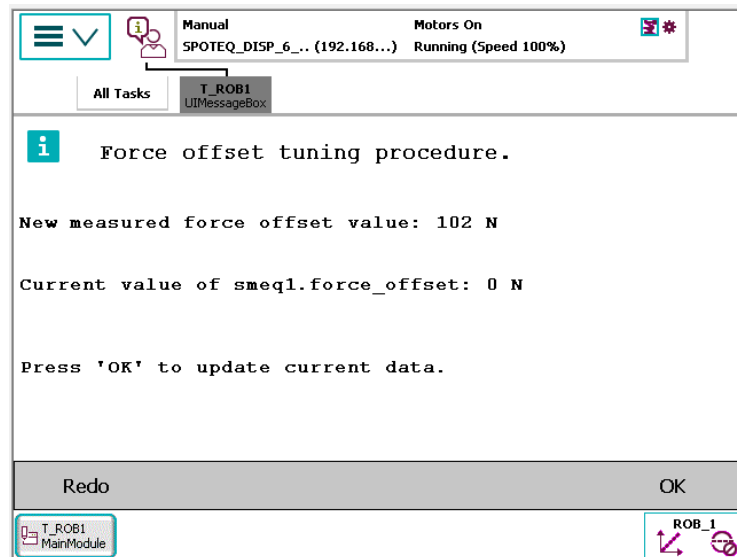 Manual
Motors On
SPOTEQ_DISP_6_.. (192.168...)
Running (Speed 100%)
All Tasks
T_ROB1
UIMessageBox
Force offset tuning procedure.
New measured force offset value: 102 N
Current value of smeq1.force_offset: 0 N
Press 'OK' to update current data.
Redo
OK
T_ROB1
MainModule
ROB_1